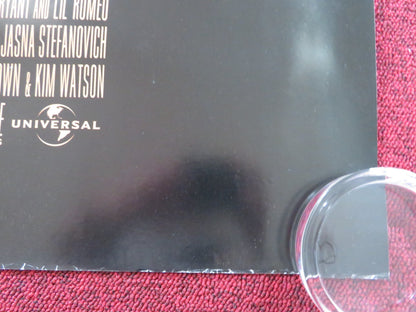 AND LIL ROMEO
JASNA STEFANOVICH
& KIM WATSON
UNIVERSAL